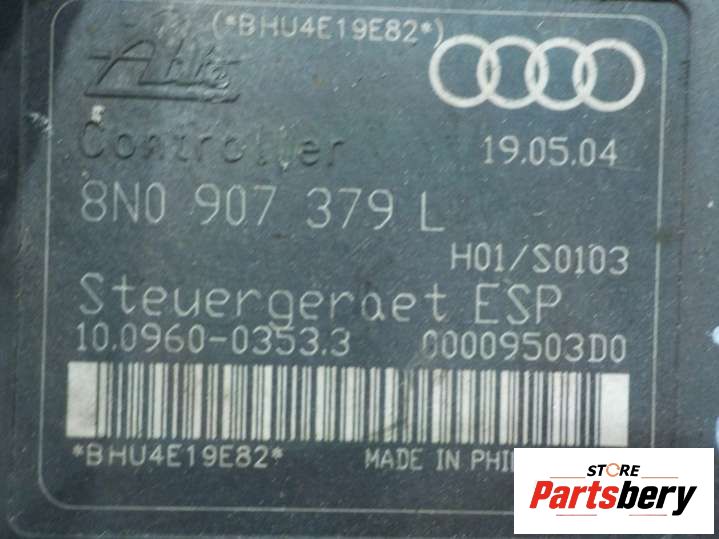 (*BHU4E19E82*)
Ate
Controller
19.05.04
8N0 907 379 L
H01/S0103
Steuergeraet ESP
10.0960-0353.3 00009503D0
*BHU4E19E82* MADE IN
STORE
Partsbery